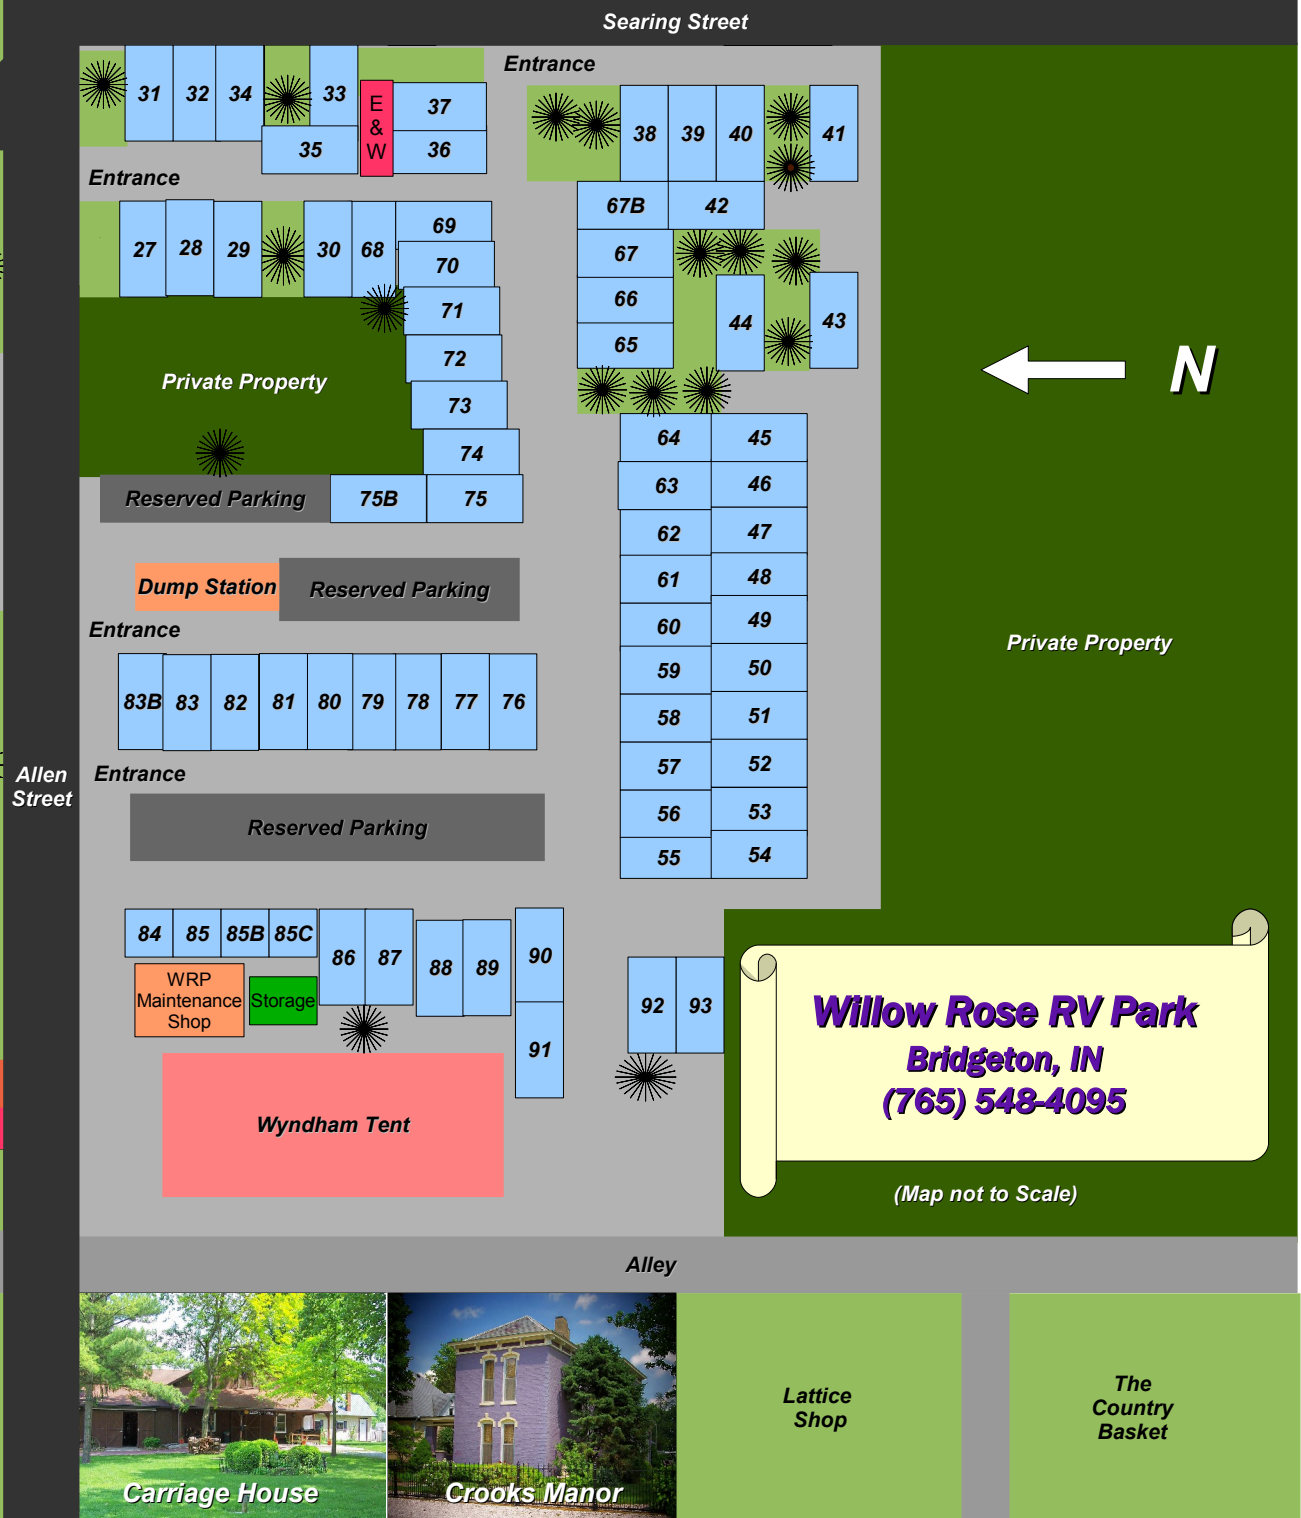 Searing Street
Entrance
31 32 34 33
E
&
W
37
36
35
38 39 40 41
Entrance
67B 42
27 28 29 30 68
69
70
71
72
73
74
67
66
65
44 43
Private Property
N
Reserved Parking
75B 75
64 45
63 46
62 47
61 48
60 49
59 50
58 51
57 52
56 53
55 54
Dump Station
Reserved Parking
Entrance
83B 83 82 81 80 79 78 77 76
Private Property
Allen
Street
Entrance
Reserved Parking
84 85 85B 85C 86 87 88 89 90
91
92 93
WRP
Maintenance
Shop
Storage
Wyndham Tent
Willow Rose RV Park
Bridgeton, IN
(765) 548-4095
(Map not to Scale)
Alley
Carriage House
Crooks Manor
Lattice
Shop
The
Country
Basket